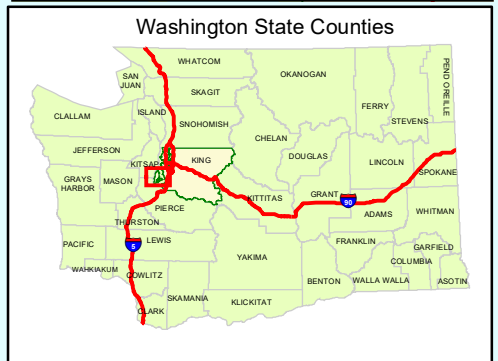 Washington State Counties
WHATCOM
SAN
JUAN
SKAGIT
ISLAND
SNOHOMISH
CLALLAM
JEFFERSON
KITSAP
KING
GRAYS
HARBOR
MASON
OKANOGAN
FERRY
STEVENS
PEND OREILLE
CHELAN
DOUGLAS
LINCOLN
SPOKANE
GRANT
90
ADAMS
WHITMAN
KITTITAS
PIERCE
THURSTON
PACIFIC
5
LEWIS
WAHKIAKUM
COWLITZ
CLARK
SKAMANIA
YAKIMA
KLICKITAT
BENTON
FRANKLIN
WALLA WALLA
COLUMBIA
GARFIELD
ASOTIN